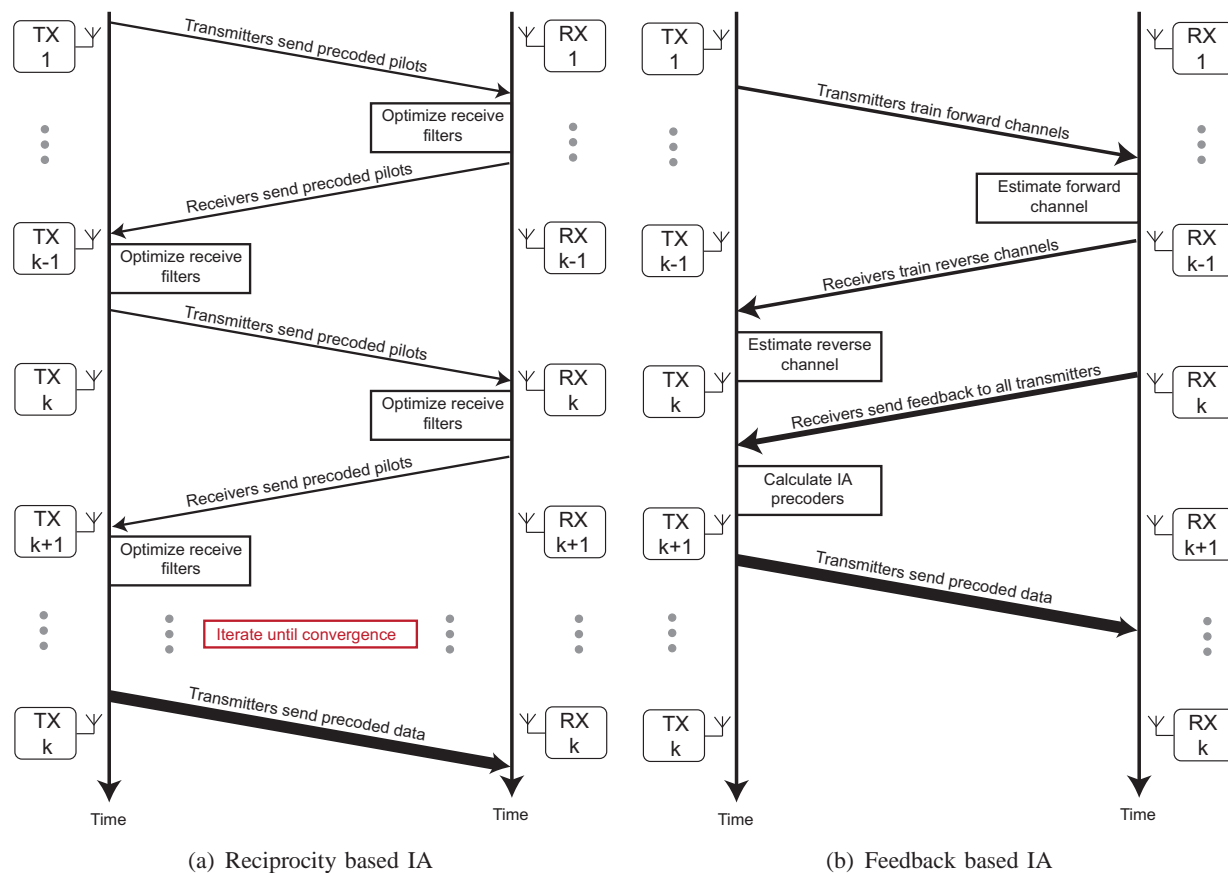 TX
1
Transmitters send precoded pilots
RX
1
Optimize receive
filters
Receivers send precoded pilots
TX
k-1
Optimize receive
filters
RX
k-1
Transmitters send precoded pilots
TX
k
RX
k
Optimize receive
filters
Receivers send precoded pilots
TX
k+1
Optimize receive
filters
RX
k+1
Iterate until convergence
Transmitters send precoded data
TX
k
RX
k
Time
Time
(a) Reciprocity based IA
TX
1
RX
1
Transmitters train forward channels
Estimate forward
channel
TX
k-1
RX
k-1
Receivers train reverse channels
Estimate reverse
channel
TX
k
RX
k
Receivers send feedback to all transmitters
Calculate IA
precoders
TX
k+1
RX
k+1
Transmitters send precoded data
TX
k
RX
k
Time
Time
(b) Feedback based IA